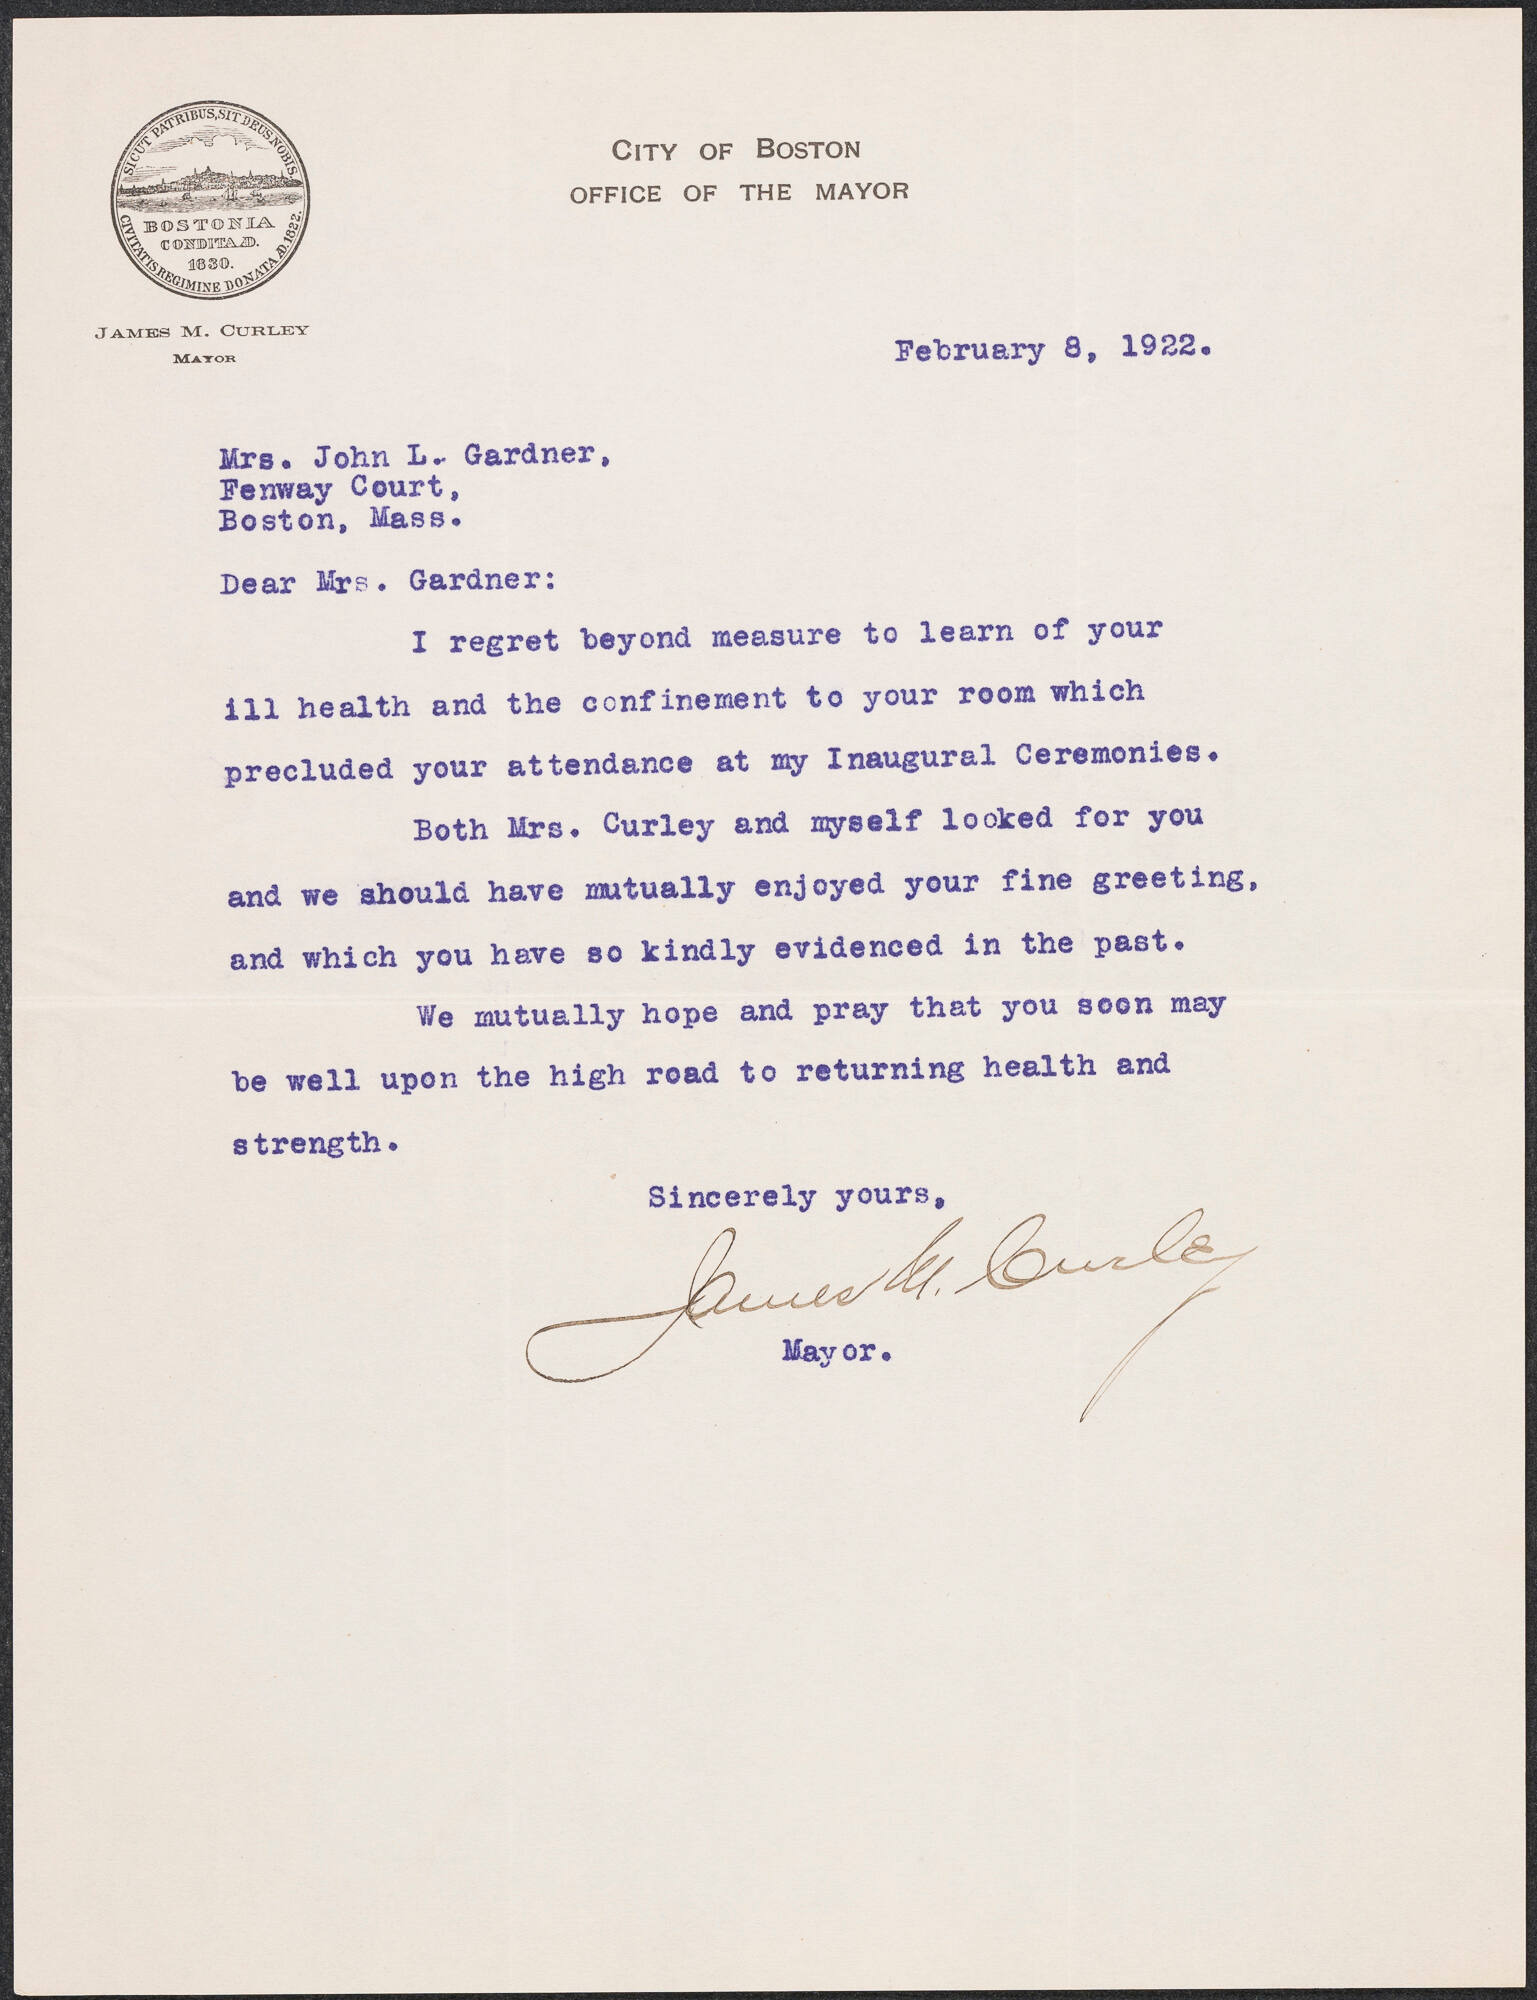 SICUT PATRIBUS, SIT DEUS NOBIS
BOSTONIA
CONDITA AD.
1630.
CIVITATIS REGIMINE DONATA AD. 1822.
JAMES M. CURLEY
MAYOR
CITY OF BOSTON
OFFICE OF THE MAYOR
February 8, 1922.
Mrs. John L. Gardner,
Fenway Court,
Boston, Mass.
Dear Mrs. Gardner:
I regret beyond measure to learn of your
ill health and the confinement to your room which
precluded your attendance at my Inaugural Ceremonies.
Both Mrs. Curley and myself looked for you
and we should have mutually enjoyed your fine greeting,
and which you have so kindly evidenced in the past.
We mutually hope and pray that you soon may
be well upon the high road to returning health and
strength.
Sincerely yours,
James M. Curley
Mayor.